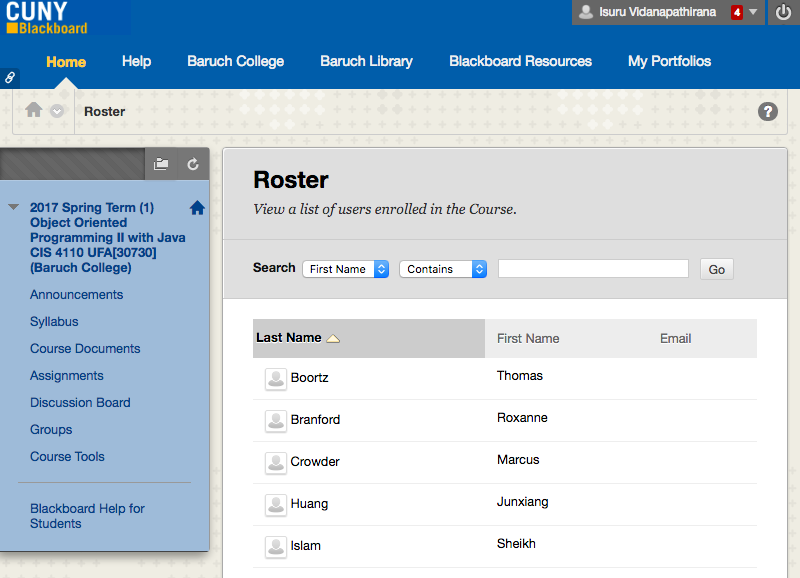 CUNY
Blackboard
Isuru Vidanapathirana 4
Home Help Baruch College Baruch Library Blackboard Resources My Portfolios
Roster ?
2017 Spring Term (1)
Object Oriented
Programming II with Java
CIS 4110 UFA[30730]
(Baruch College)
Announcements
Syllabus
Course Documents
Assignments
Discussion Board
Groups
Course Tools
Blackboard Help for
Students
Roster
View a list of users enrolled in the Course.
Search First Name Contains Go
Last Name First Name Email
Boortz Thomas
Branford Roxanne
Crowder Marcus
Huang Junxiang
Islam Sheikh